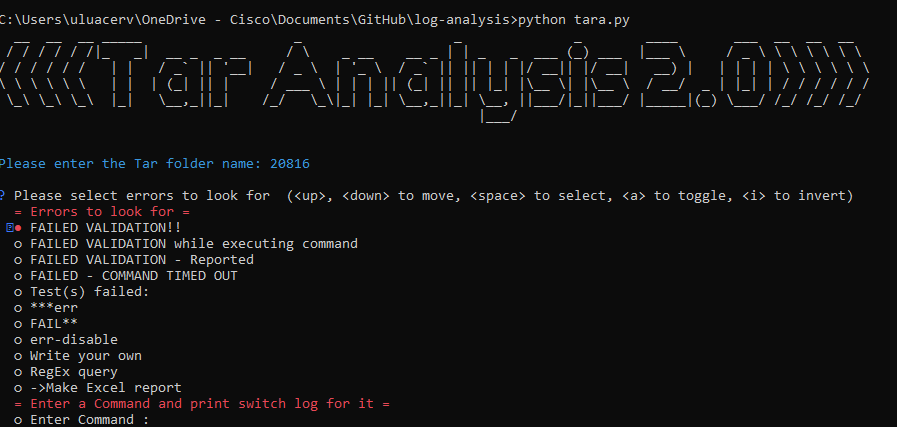 C:\Users\uluacerv\OneDrive - Cisco\Documents\GitHub\log-analysis>python tara.py
<<<Tar Analysis2.0>>>
Please enter the Tar folder name: 20816
? Please select errors to look for  (<up>, <down> to move, <space> to select, <a> to toggle, <i> to invert)
= Errors to look for =
● FAILED VALIDATION!!
o FAILED VALIDATION while executing command
o FAILED VALIDATION - Reported
o FAILED - COMMAND TIMED OUT
o Test(s) failed:
o ***err
o FAIL**
o err-disable
o Write your own
o RegEx query
o ->Make Excel report
= Enter a Command and print switch log for it =
o Enter Command :